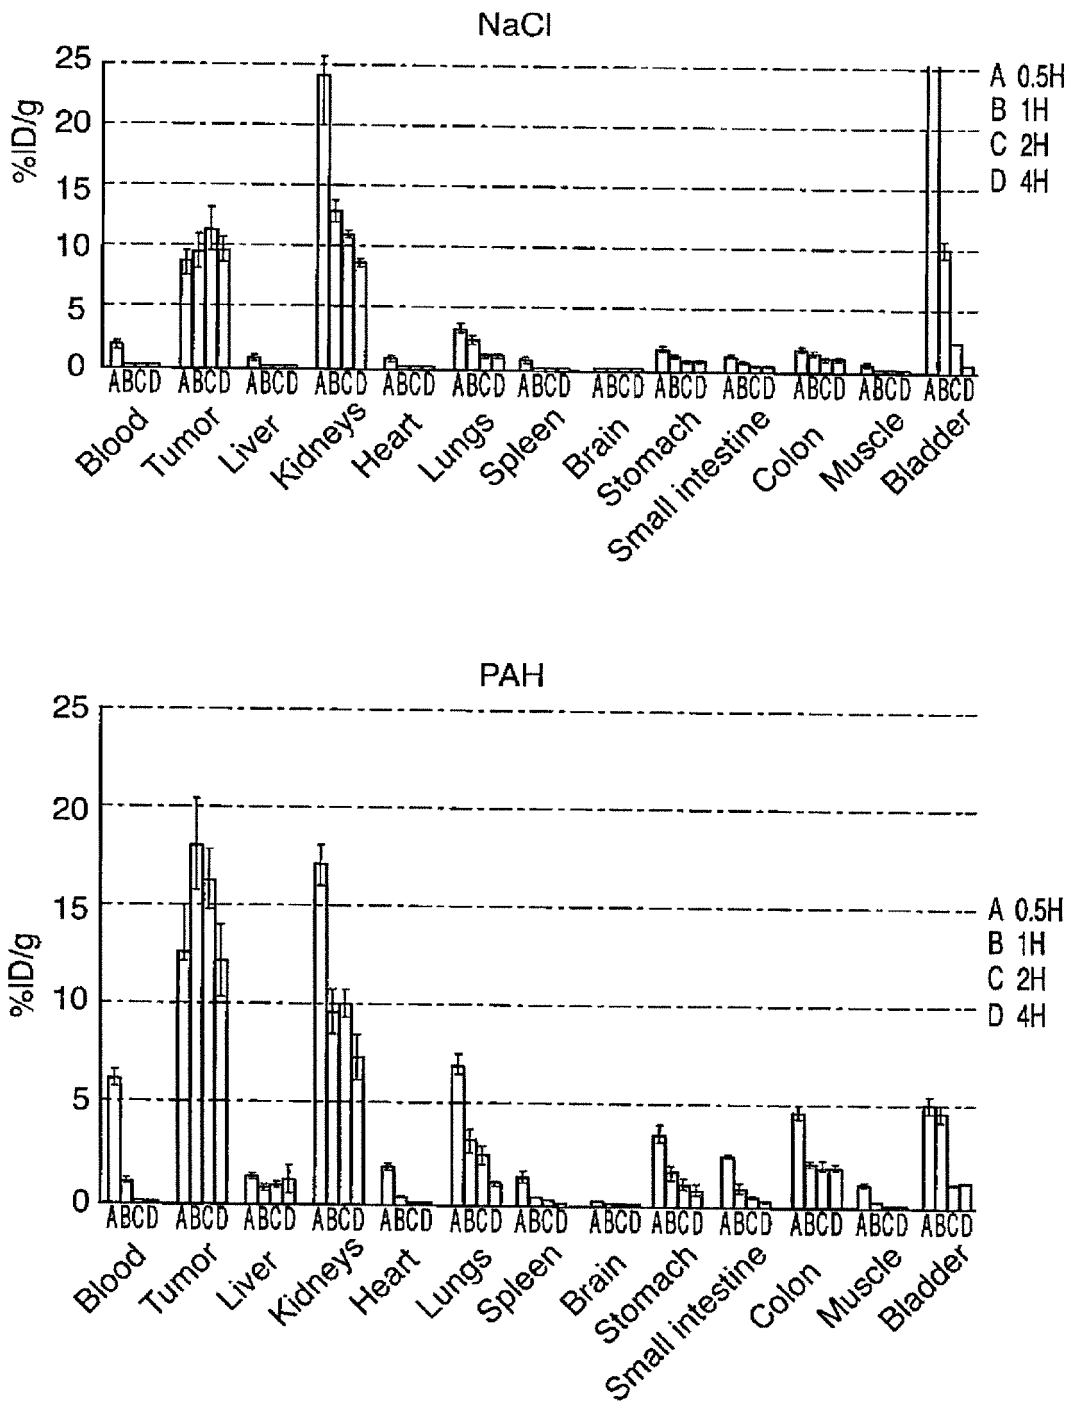 NaCl
%ID/g
25
20
15
10
5
0
A 0.5H
B 1H
C 2H
D 4H
ABCD ABCD ABCD ABCD ABCD ABCD ABCD ABCD ABCD ABCD ABCD ABCD ABCD
Blood
Tumor
Liver
Kidneys
Heart
Lungs
Spleen
Brain
Stomach
Small intestine
Colon
Muscle
Bladder
PAH
%ID/g
25
20
15
10
5
0
A 0.5H
B 1H
C 2H
D 4H
ABCD ABCD ABCD ABCD ABCD ABCD ABCD ABCD ABCD ABCD ABCD ABCD ABCD
Blood
Tumor
Liver
Kidneys
Heart
Lungs
Spleen
Brain
Stomach
Small intestine
Colon
Muscle
Bladder